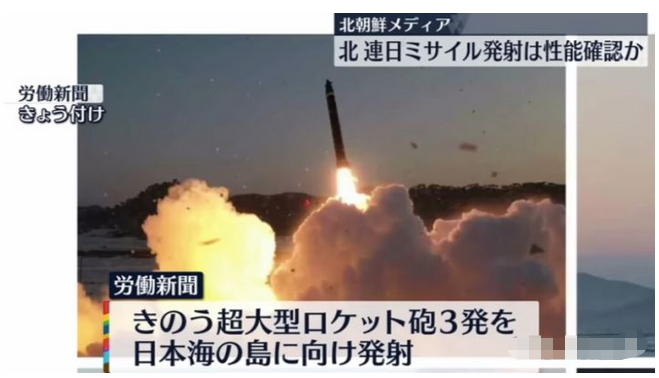 北朝鮮メディア
北 連日ミサイル発射は性能確認か
労働新聞
きょう付け
労働新聞
きのう超大型ロケット砲3発を
日本海の島に向け発射